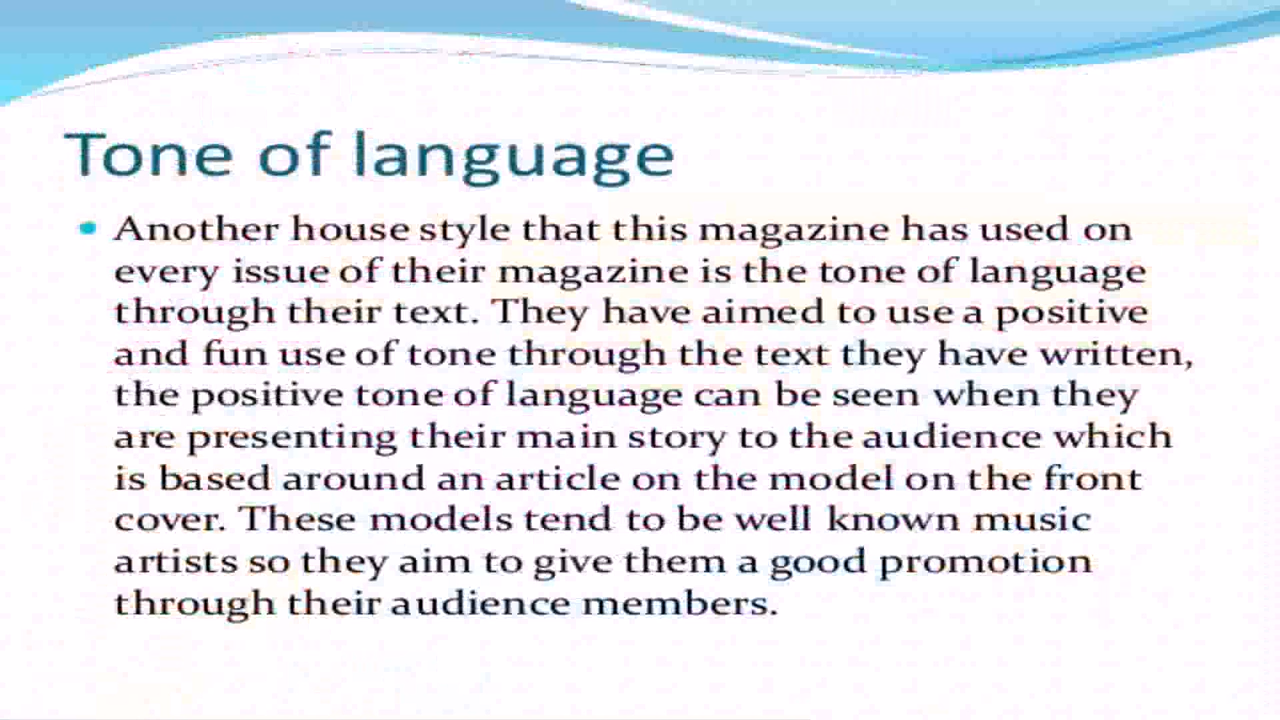 Tone of language
• Another house style that this magazine has used on
every issue of their magazine is the tone of language
through their text. They have aimed to use a positive
and fun use of tone through the text they have written,
the positive tone of language can be seen when they
are presenting their main story to the audience which
is based around an article on the model on the front
cover. These models tend to be well known music
artists so they aim to give them a good promotion
through their audience members.